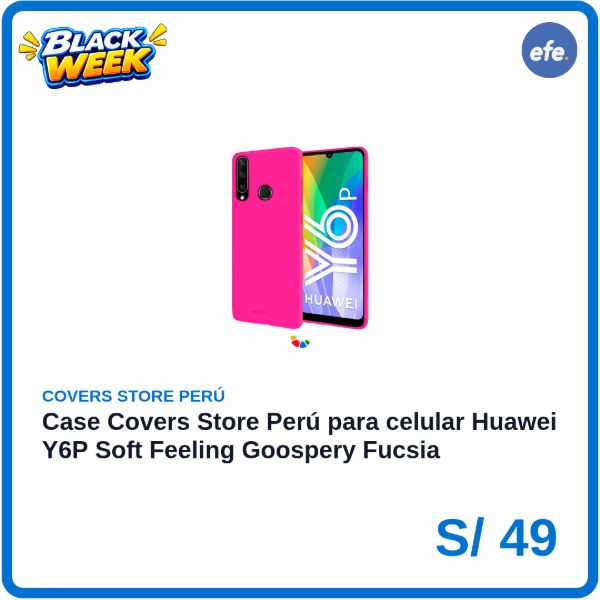 BLACK
WEEK
efe.
Y6P
HUAWEI
COVERS STORE PERÚ
Case Covers Store Perú para celular Huawei
Y6P Soft Feeling Goospery Fucsia
S/ 49